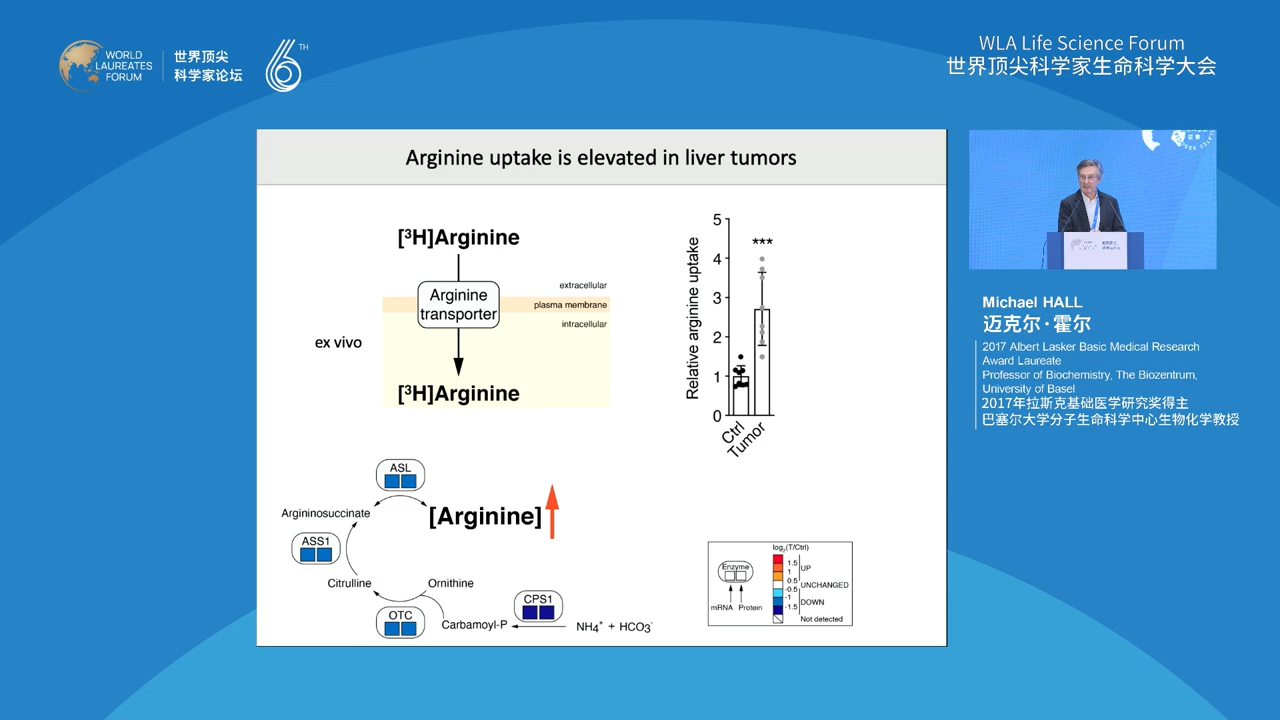 WORLD
LAUREATES
FORUM
世界顶尖
科学家论坛
6TH
WLA Life Science Forum
世界顶尖科学家生命科学大会
Arginine uptake is elevated in liver tumors
[³H]Arginine
Arginine
transporter
extracellular
plasma membrane
intracellular
ex vivo
[³H]Arginine
Relative arginine uptake
5
4
3
2
1
0
***
Ctrl
Tumor
ASL
Argininosuccinate
[Arginine]
ASS1
Citrulline
Ornithine
OTC
Carbamoyl-P
CPS1
NH₄⁺ + HCO₃⁻
log₂(T/Ctrl)
Enzyme
mRNA Protein
1.5
1
0.5
-0.5
-1
-1.5
UP
UNCHANGED
DOWN
Not detected
Michael HALL
迈克尔·霍尔
2017 Albert Lasker Basic Medical Research
Award Laureate
Professor of Biochemistry, The Biozentrum,
University of Basel
2017年拉斯克基础医学研究奖得主
巴塞尔大学分子生命科学中心生物化学教授